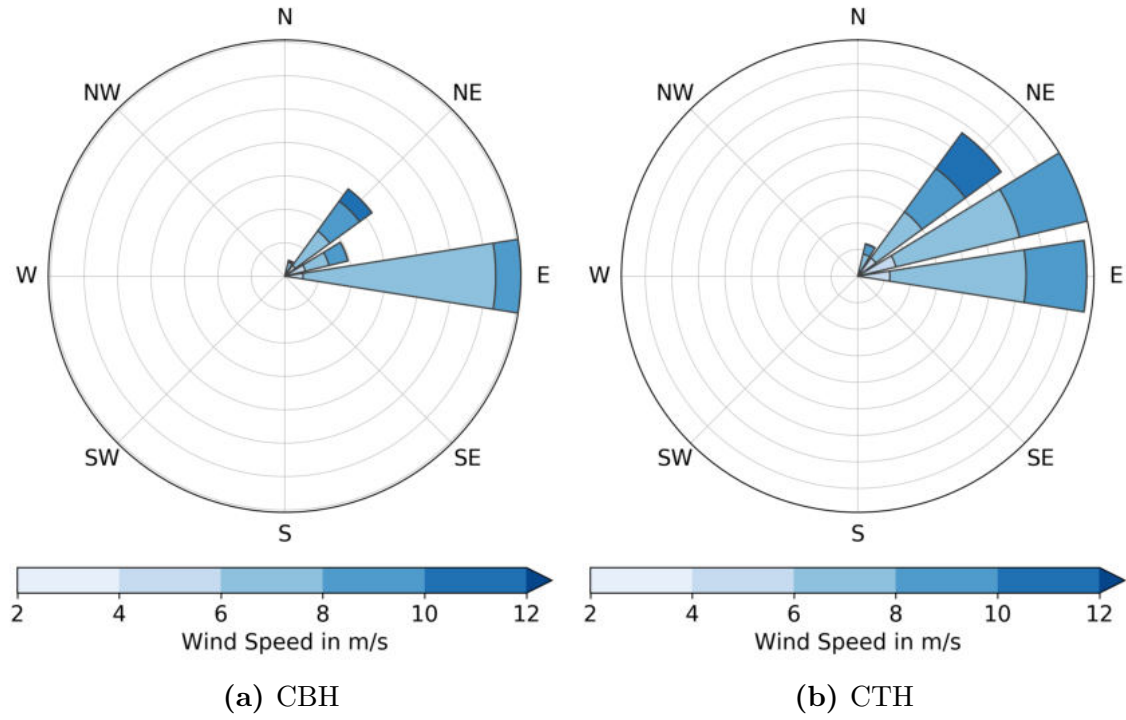 N
NW
NE
W
E
SW
SE
S
2 4 6 8 10 12
Wind Speed in m/s
(a) CBH
N
NW
NE
W
E
SW
SE
S
2 4 6 8 10 12
Wind Speed in m/s
(b) CTH